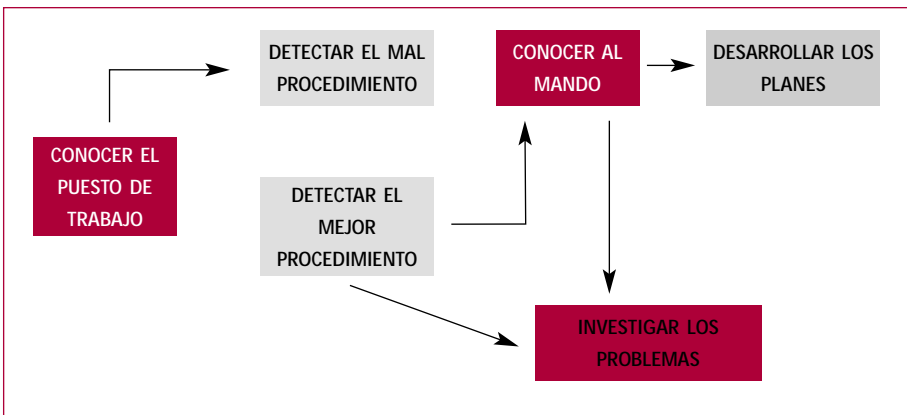 CONOCER EL
PUESTO DE
TRABAJO
DETECTAR EL MAL
PROCEDIMIENTO
DETECTAR EL
MEJOR
PROCEDIMIENTO
CONOCER AL
MANDO
DESARROLLAR LOS
PLANES
INVESTIGAR LOS
PROBLEMAS